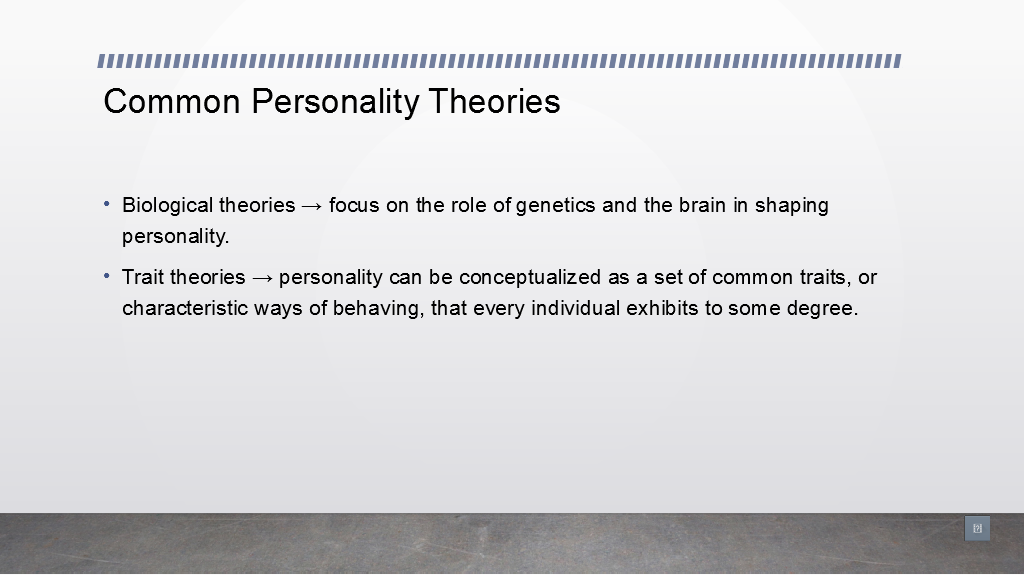 Common Personality Theories
• Biological theories → focus on the role of genetics and the brain in shaping
personality.
• Trait theories → personality can be conceptualized as a set of common traits, or
characteristic ways of behaving, that every individual exhibits to some degree.